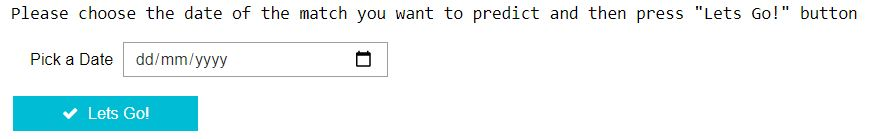 Please choose the date of the match you want to predict and then press "Lets Go!" button
Pick a Date dd/mm/yyyy
Lets Go!